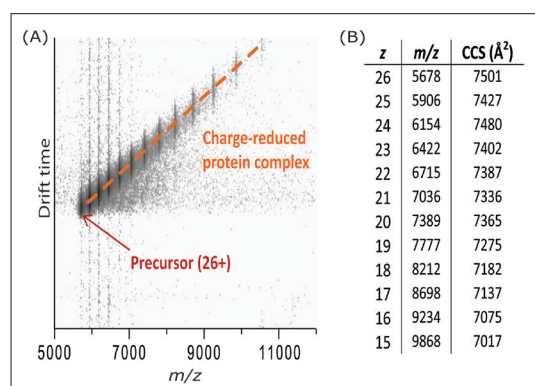 (A)
Drift time
Charge-reduced
protein complex
Precursor (26+)
5000 7000 9000 11000
m/z
(B)
z m/z CCS (Å²)
26 5678 7501
25 5906 7427
24 6154 7480
23 6422 7402
22 6715 7387
21 7036 7336
20 7389 7365
19 7777 7275
18 8212 7182
17 8698 7137
16 9234 7075
15 9868 7017